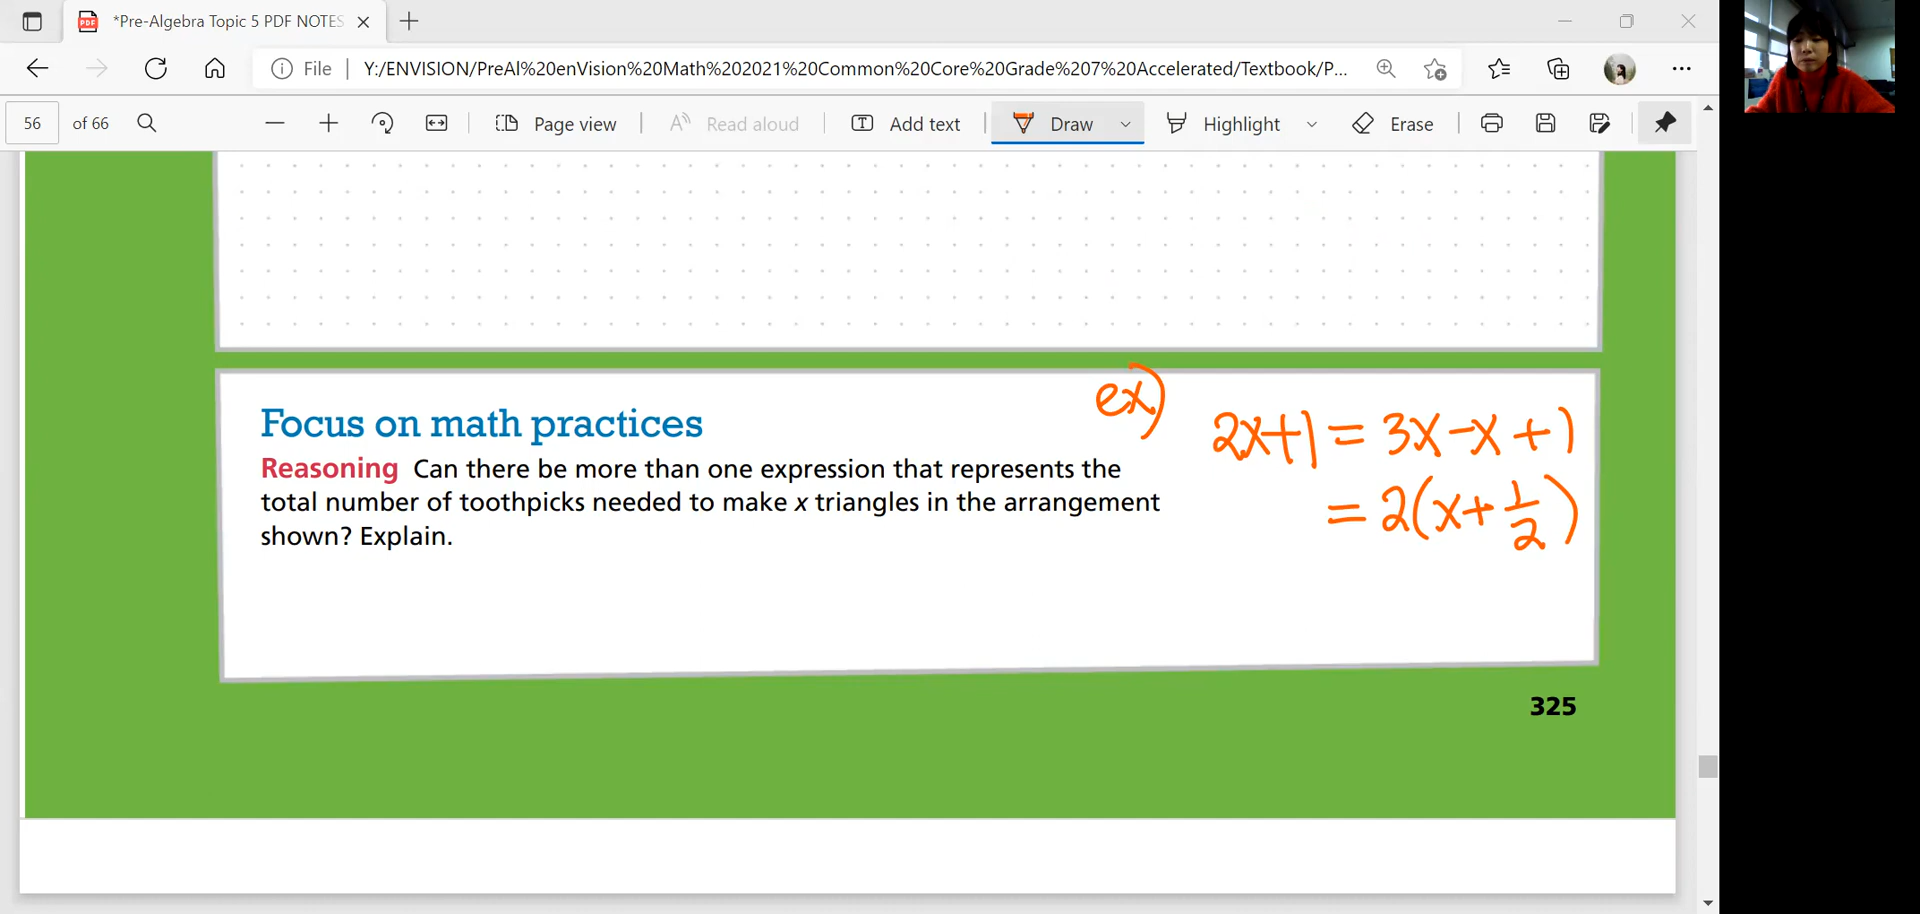 *Pre-Algebra Topic 5 PDF NOTES
File Y:/ENVISION/PreAl%20enVision%20Math%202021%20Common%20Core%20Grade%207%20Accelerated/Textbook/P...
56 of 66 Page view Read aloud Add text Draw Highlight Erase
ex)
Focus on math practices
2x+1 = 3x-x+1
Reasoning Can there be more than one expression that represents the
total number of toothpicks needed to make x triangles in the arrangement
= 2(x+1/2)
shown? Explain.
325